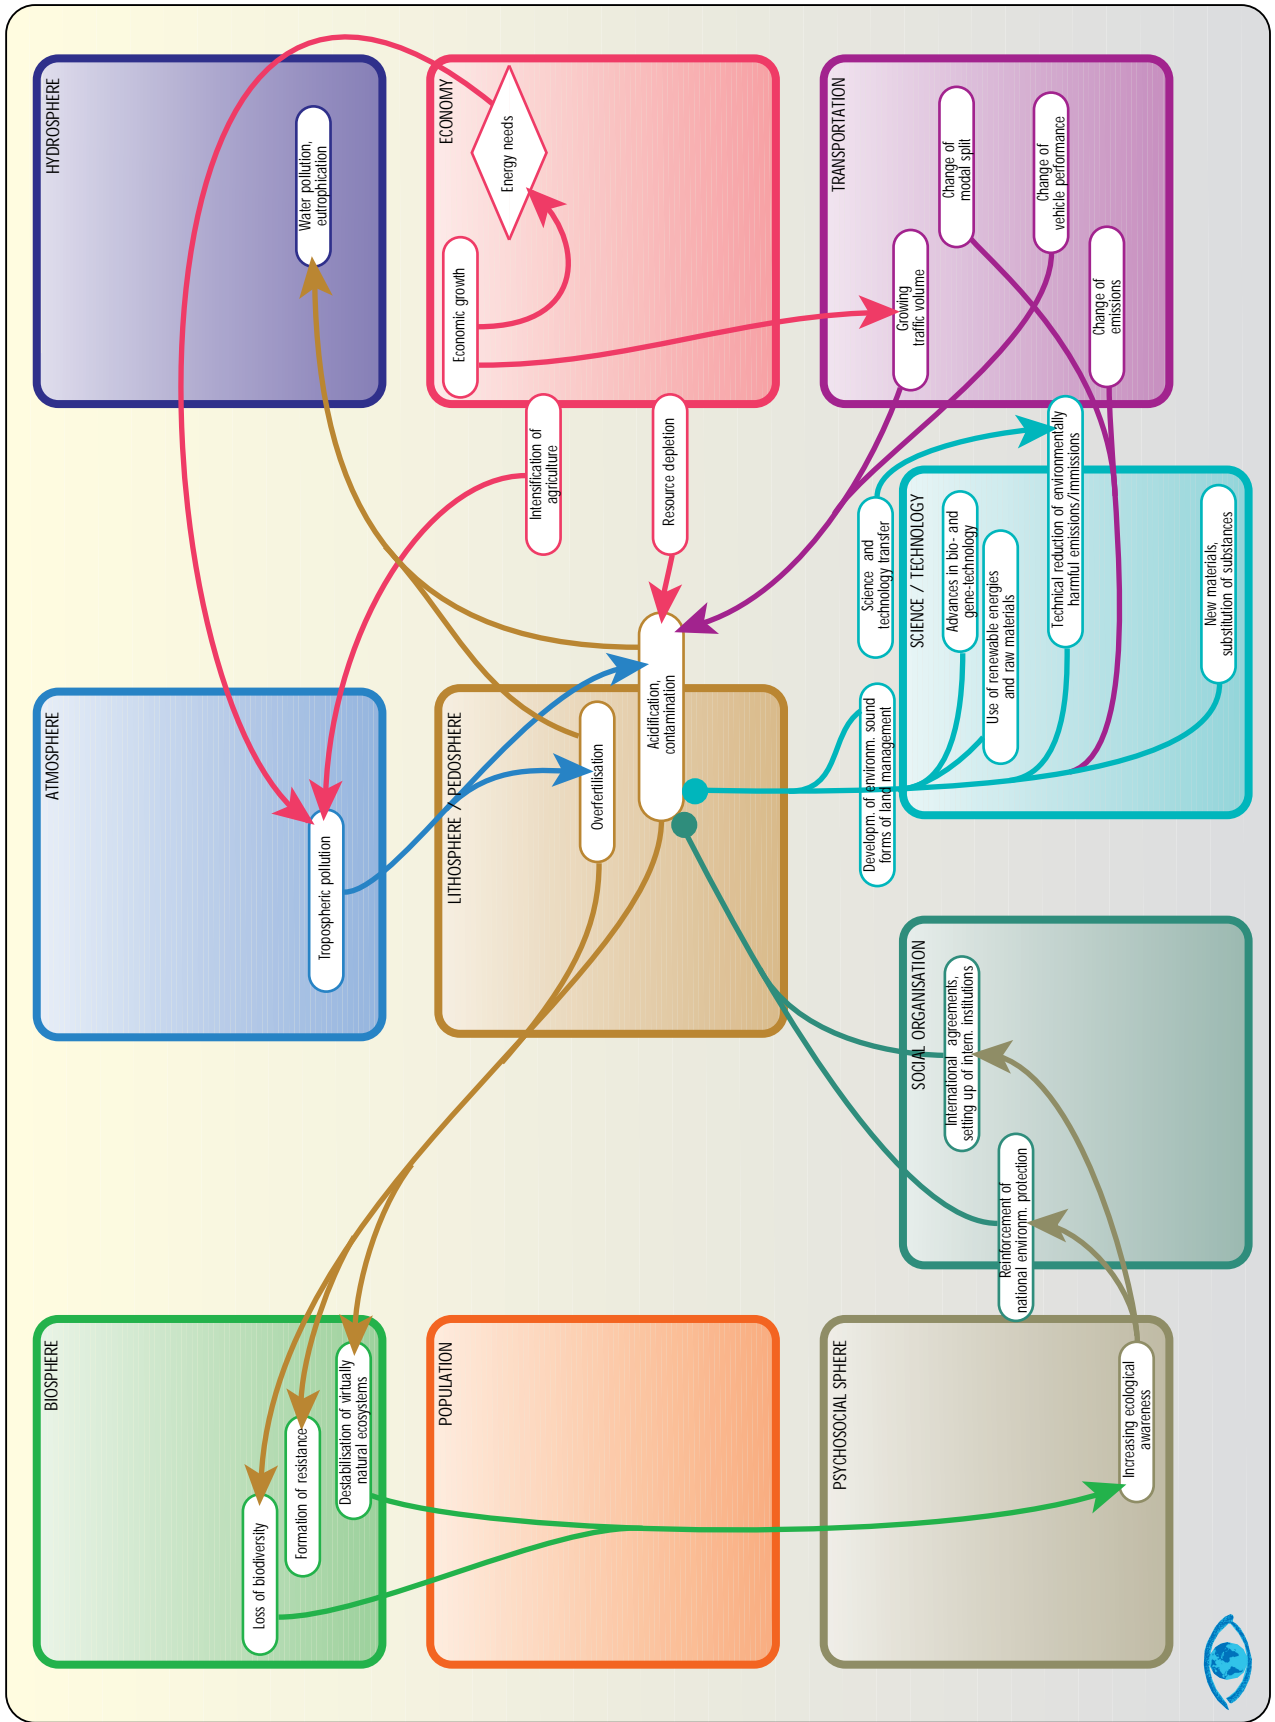 BIOSPHERE
Loss of biodiversity
Formation of resistance
Destabilisation of virtually
natural ecosystems
ATMOSPHERE
Tropospheric pollution
HYDROSPHERE
Water pollution,
eutrophication
POPULATION
LITHOSPHERE / PEDOSPHERE
Overfertilisation
Acidification,
contamination
ECONOMY
Economic growth
Energy needs
Intensification of
agriculture
Resource depletion
PSYCHOSOCIAL SPHERE
Increasing ecological
awareness
SOCIAL ORGANISATION
International agreements,
setting up of intern. institutions
Reinforcement of
national environm. protection
SCIENCE / TECHNOLOGY
Developm. of environm. sound
forms of land management
Science and
technology transfer
Advances in bio- and
gene-technology
Use of renewable energies
and raw materials
Technical reduction of environmentally
harmful emissions/immissions
New materials,
substitution of substances
TRANSPORTATION
Growing
traffic volume
Change of
modal split
Change of
vehicle performance
Change of
emissions